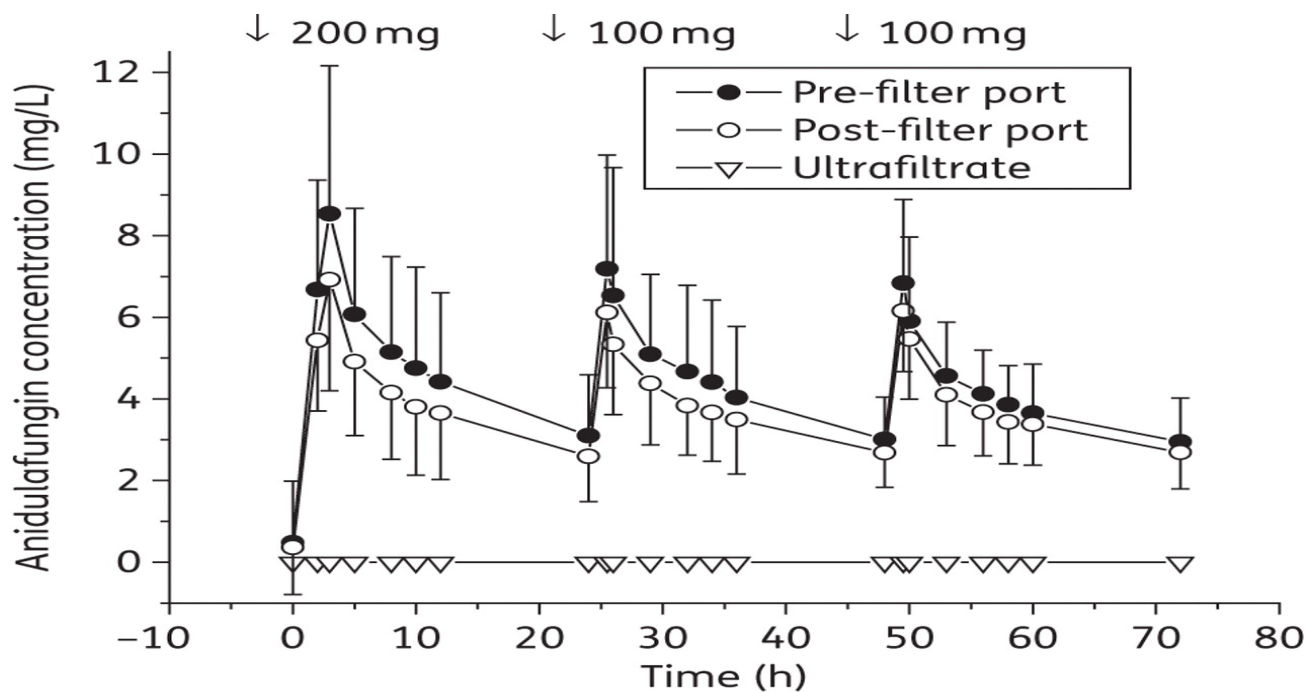 ↓ 200 mg ↓ 100 mg ↓ 100 mg
Pre-filter port
Post-filter port
Ultrafiltrate
Anidulafungin concentration (mg/L)
12
10
8
6
4
2
0
−10 0 10 20 30 40 50 60 70 80
Time (h)